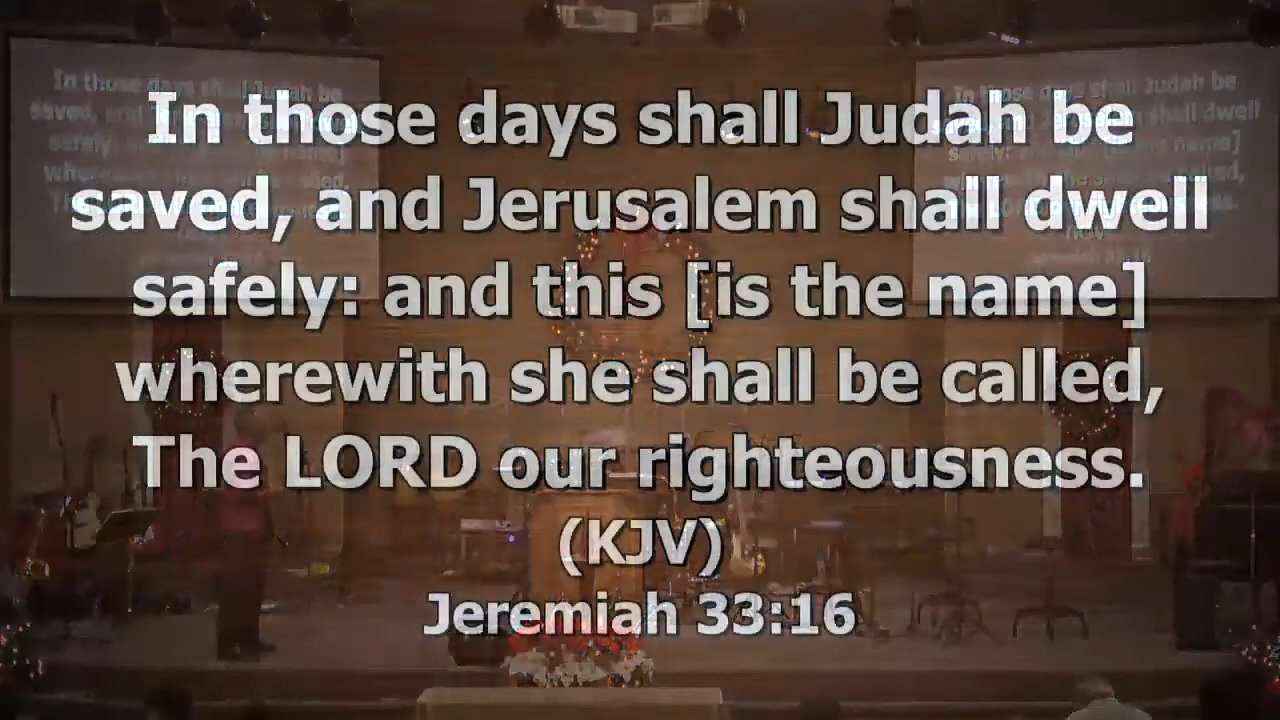 In those days shall Judah be
saved, and Jerusalem shall dwell
safely: and this [is the name]
wherewith she shall be called,
The LORD our righteousness.
(KJV)
Jeremiah 33:16